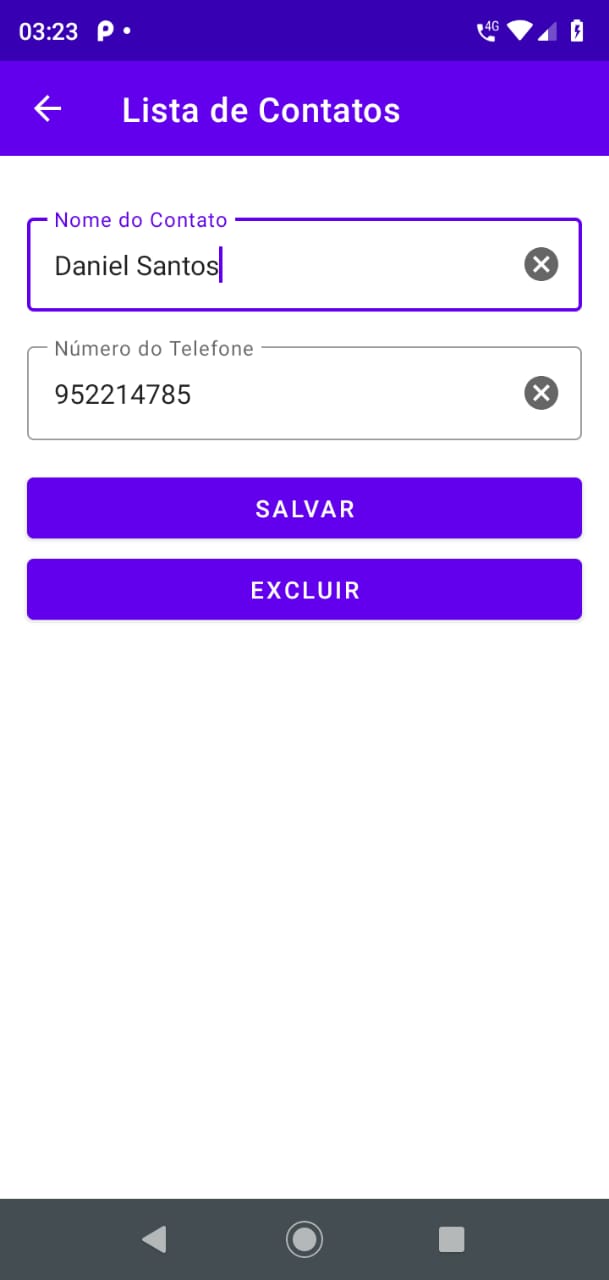 03:23
4G
Lista de Contatos
Nome do Contato
Daniel Santos
Número do Telefone
952214785
SALVAR
EXCLUIR